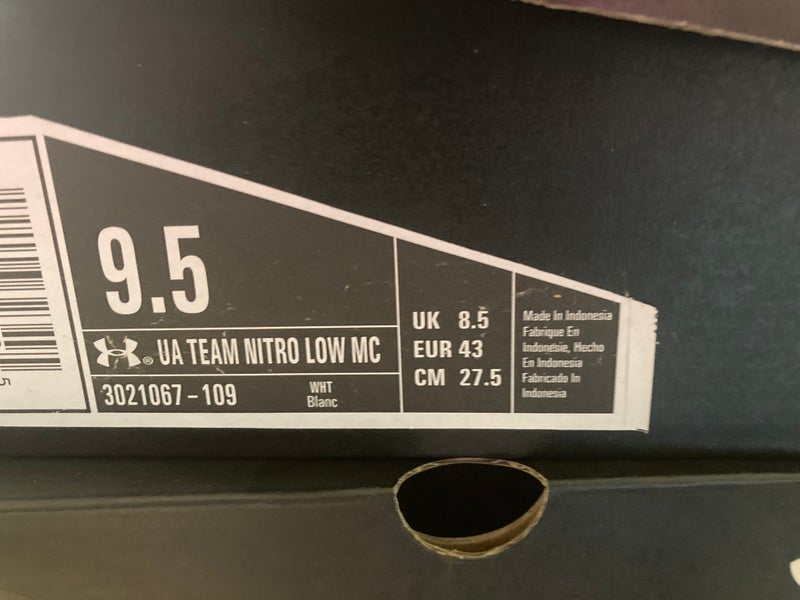 9.5
® UA TEAM NITRO LOW MC
3021067-109
WHT
Blanc
UK 8.5
EUR 43
CM 27.5
Made In Indonesia
Fabrique En
Indonésie, Hecho
En Indonesia
Fabricado In
Indonesia
5